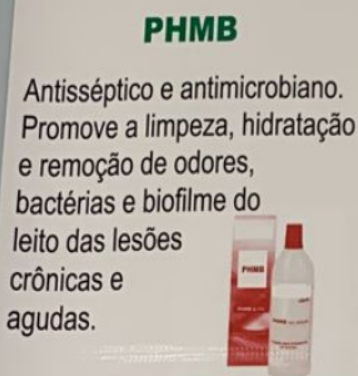 PHMB
Antisséptico e antimicrobiano.
Promove a limpeza, hidratação
e remoção de odores,
bactérias e biofilme do
leito das lesões
crônicas e
agudas.
PHMB